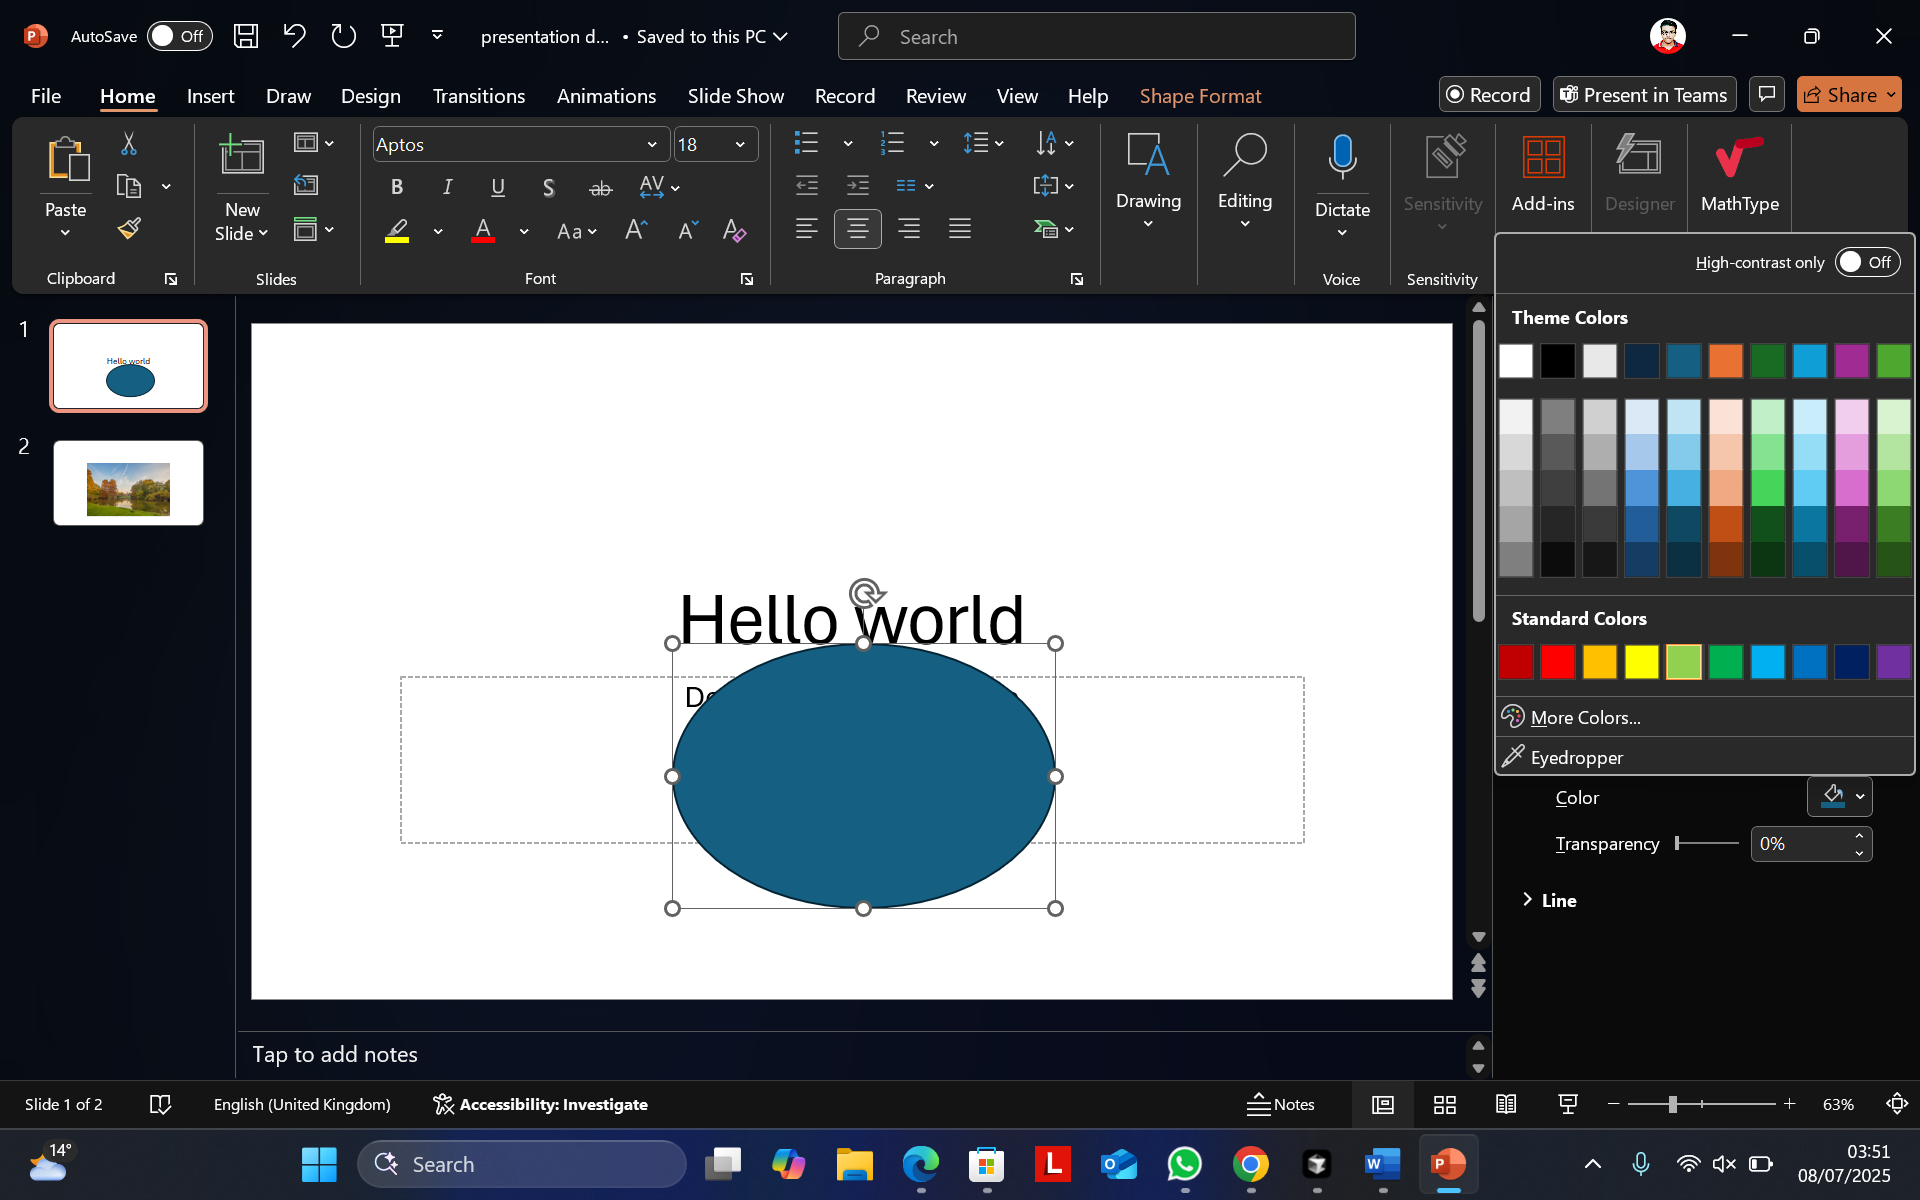 AutoSave Off presentation d... • Saved to this PC Search
File Home Insert Draw Design Transitions Animations Slide Show Record Review View Help Shape Format Record Present in Teams Share
Paste
New
Slide
Aptos 18
Drawing Editing Dictate Sensitivity Add-ins Designer MathType
Clipboard Slides Font Paragraph Voice Sensitivity
High-contrast only Off
Theme Colors
Standard Colors
More Colors...
Eyedropper
Color
Transparency 0%
Line
1
Hello world
2
Hello world
Tap to add notes
Slide 1 of 2 English (United Kingdom) Accessibility: Investigate Notes 63%
14° Search 03:51
08/07/2025